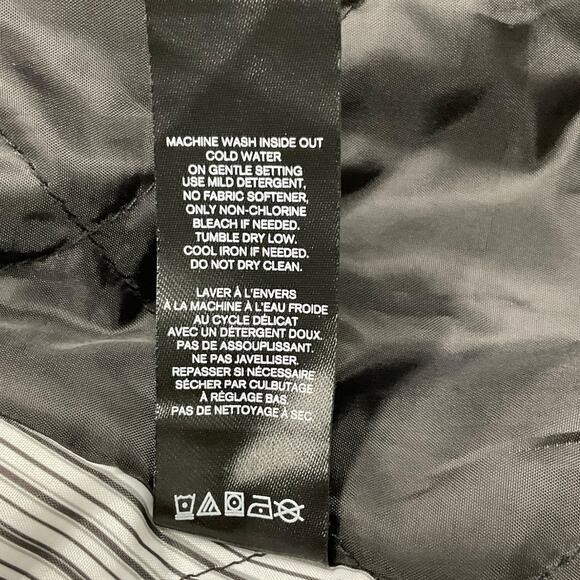 MACHINE WASH INSIDE OUT
COLD WATER
ON GENTLE SETTING
USE MILD DETERGENT,
NO FABRIC SOFTENER,
ONLY NON-CHLORINE
BLEACH IF NEEDED.
TUMBLE DRY LOW.
COOL IRON IF NEEDED.
DO NOT DRY CLEAN.
LAVER À L'ENVERS
À LA MACHINE À L'EAU FROIDE
AU CYCLE DÉLICAT
AVEC UN DÉTERGENT DOUX.
PAS DE ASSOUPLISSANT.
NE PAS JAVELLISER.
REPASSER SI NÉCESSAIRE
SÉCHER PAR CULBUTAGE
À RÉGLAGE BAS.
PAS DE NETTOYAGE À SEC.